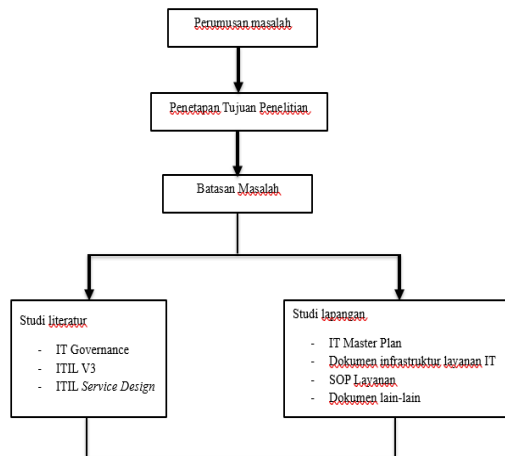 Perumusan masalah
Penetapan Tujuan Penelitian
Batasan Masalah
Studi literatur
- IT Governance
- ITIL V3
- ITIL Service Design
Studi lapangan
- IT Master Plan
- Dokumen infrastruktur layanan IT
- SOP Layanan
- Dokumen lain-lain